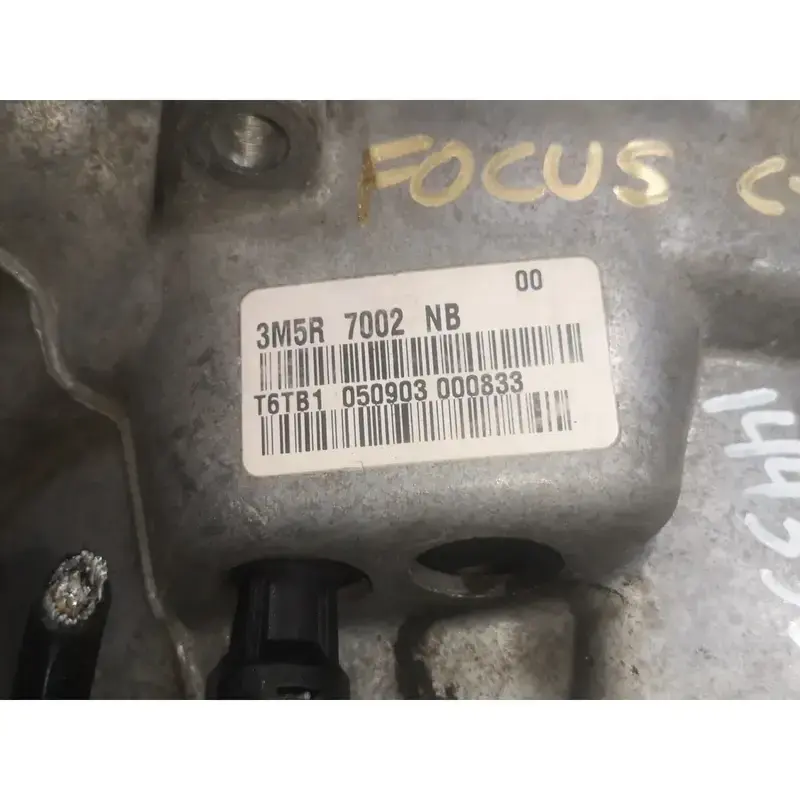 FOCUS C-
00
3M5R 7002 NB
T6TB1 050903 000833